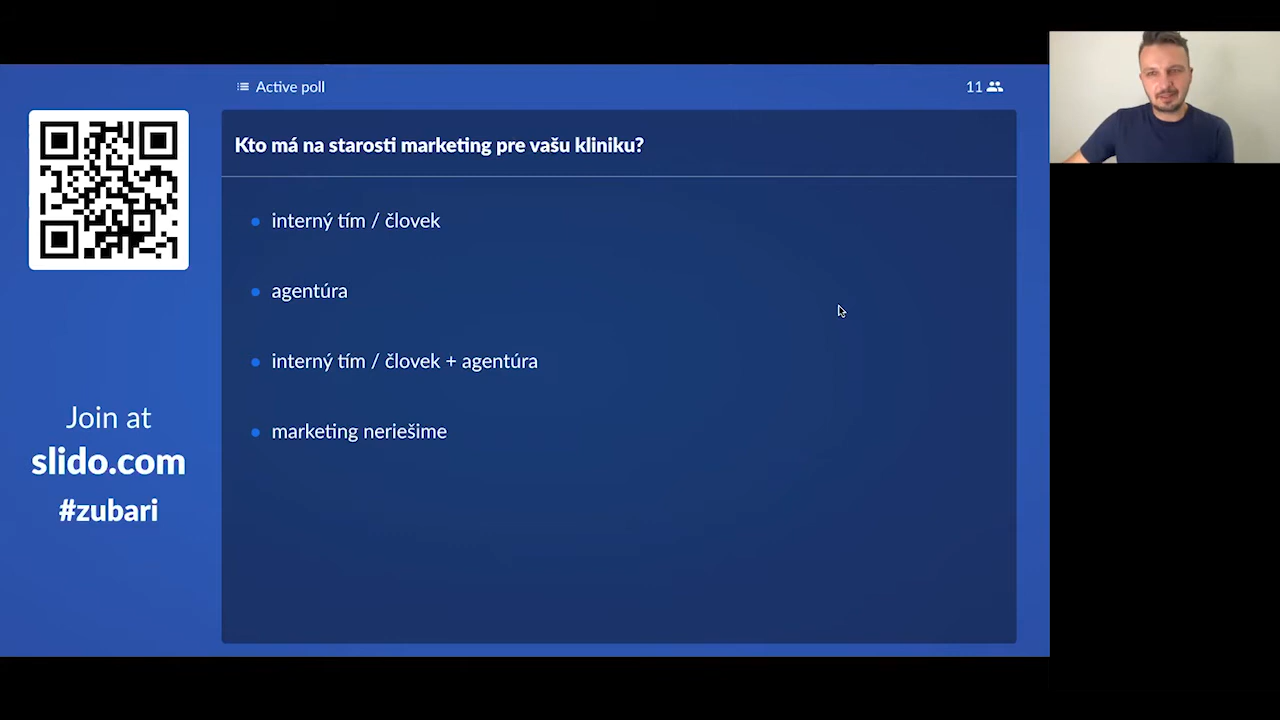 Active poll
11
Kto má na starosti marketing pre vašu kliniku?
interný tím / človek
agentúra
interný tím / človek + agentúra
marketing neriešime
Join at
slido.com
#zubari